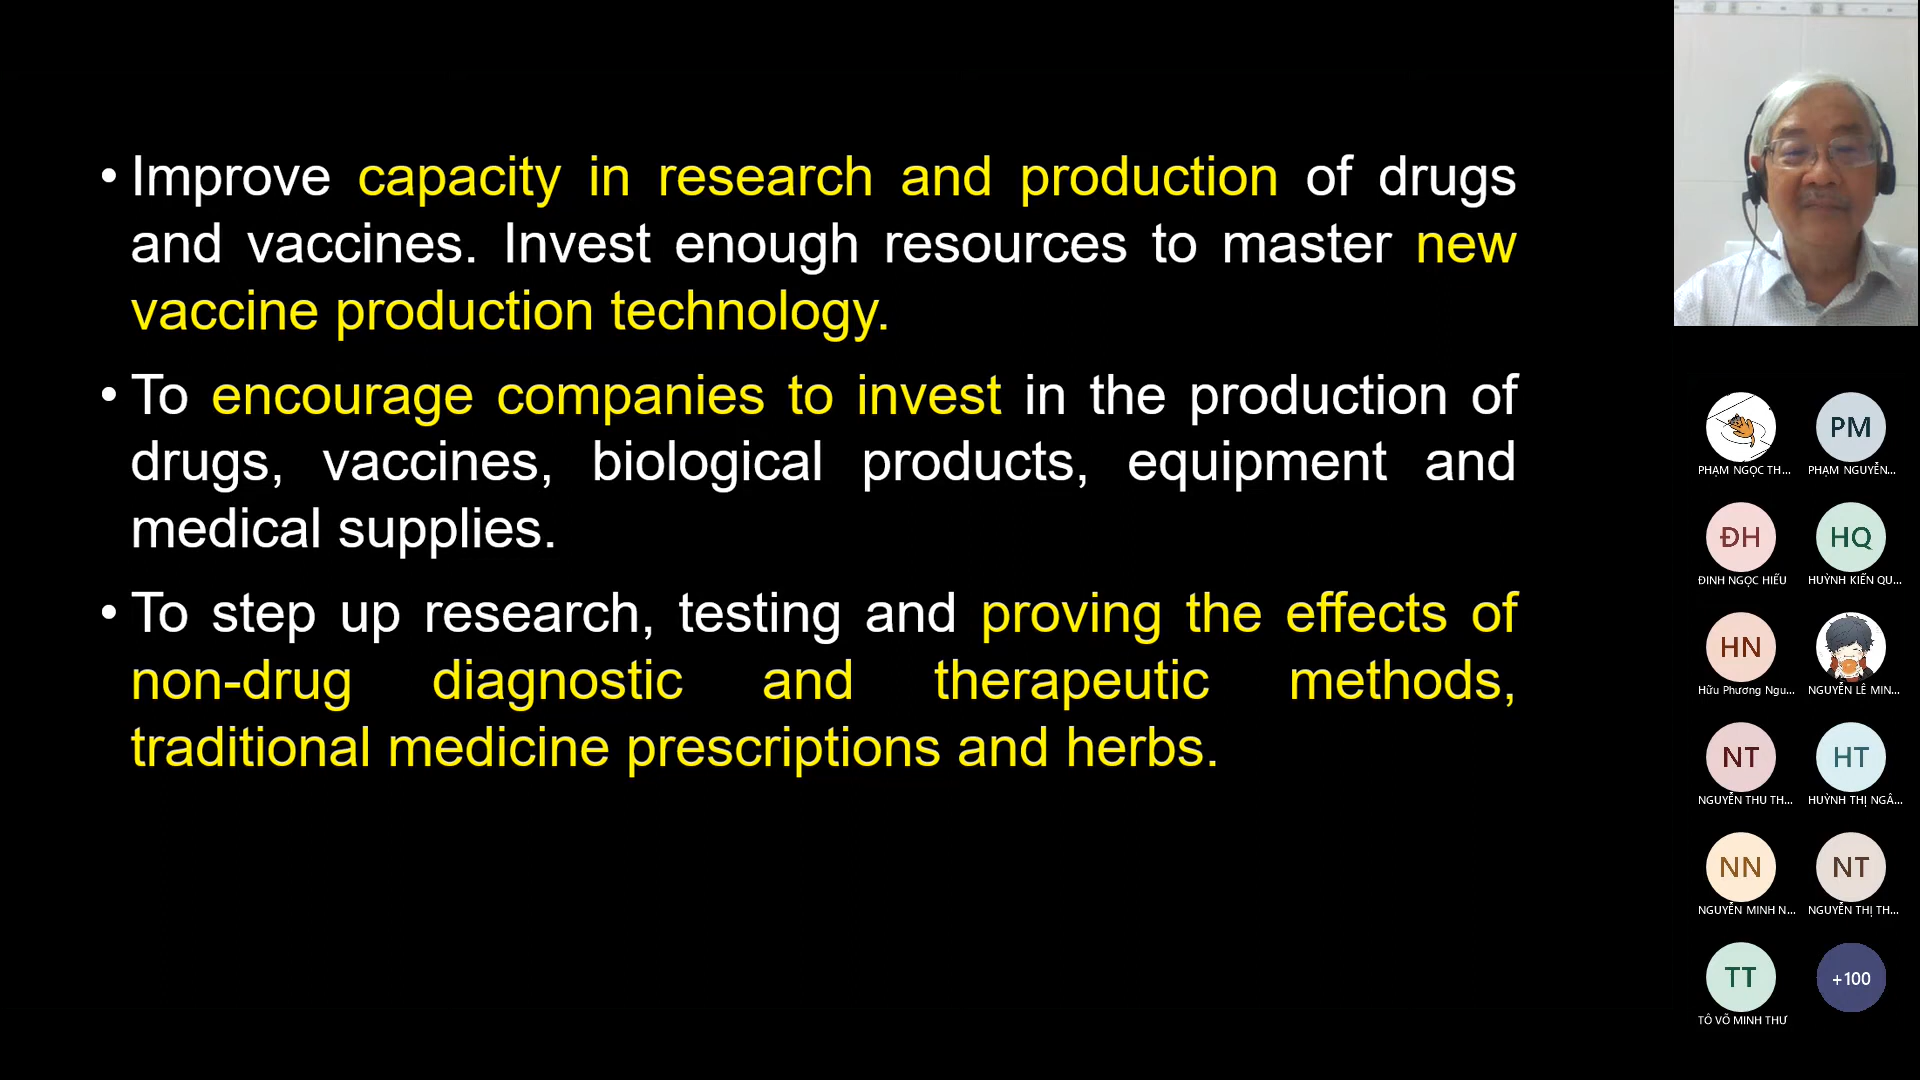 • Improve capacity in research and production of drugs
and vaccines. Invest enough resources to master new
vaccine production technology.
• To encourage companies to invest in the production of
drugs, vaccines, biological products, equipment and
medical supplies.
• To step up research, testing and proving the effects of
non-drug diagnostic and therapeutic methods,
traditional medicine prescriptions and herbs.
PM
PHẠM NGỌC TH... PHẠM NGUYỄN...
ĐH HQ
ĐINH NGỌC HIẾU HUỲNH KIẾN QU...
HN
Hữu Phương Ngu... NGUYỄN LÊ MIN...
NT HT
NGUYỄN THU TH... HUỲNH THỊ NGÂ...
NN NT
NGUYỄN MINH N... NGUYỄN THỊ TH...
TT +100
TÔ VÕ MINH THƯ